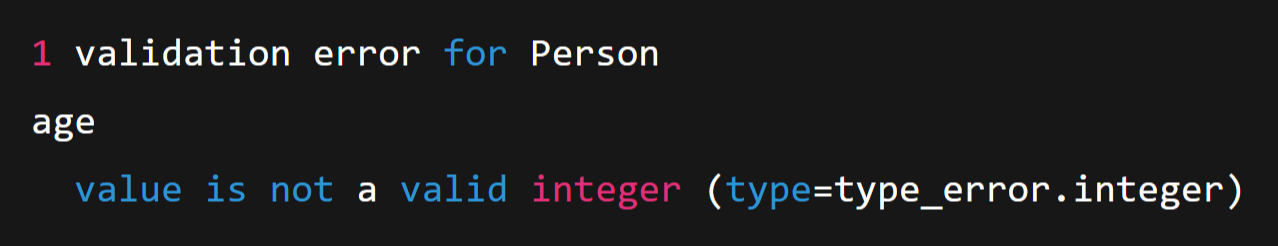 1 validation error for Person
age
  value is not a valid integer (type=type_error.integer)